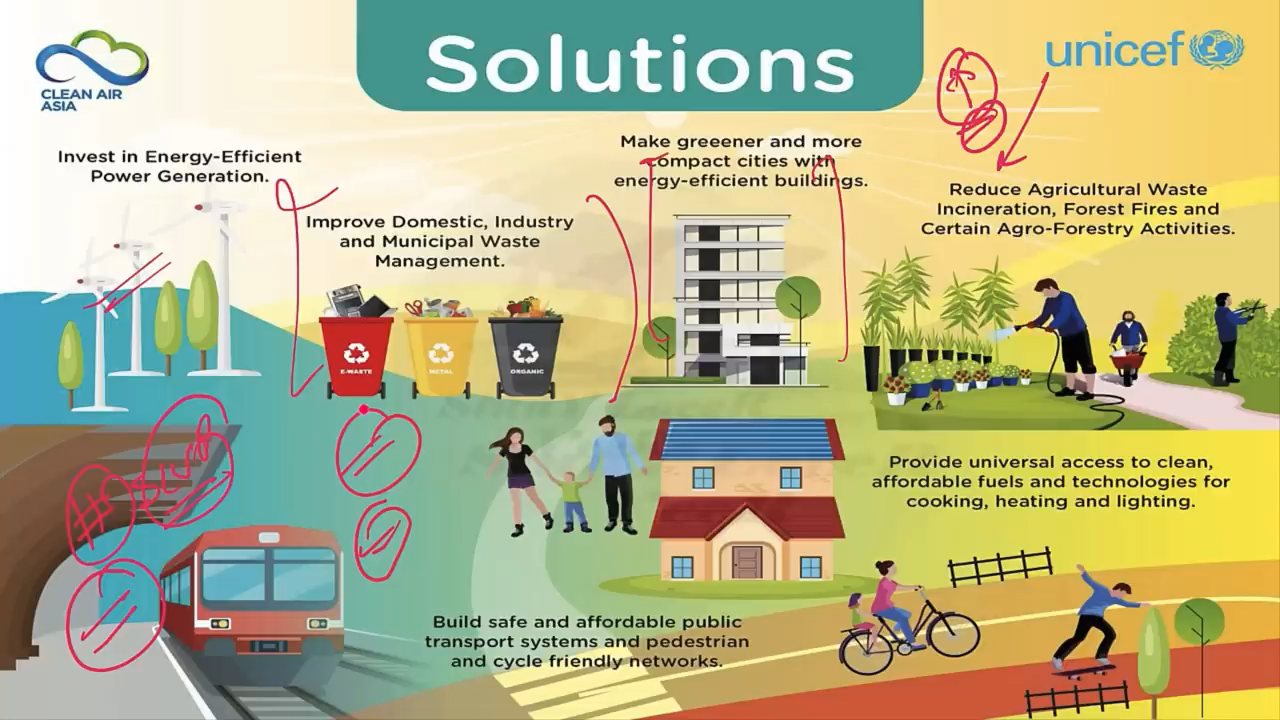 Solutions
CLEAN AIR
ASIA
unicef
Invest in Energy-Efficient
Power Generation.
Improve Domestic, Industry
and Municipal Waste
Management.
Make greeener and more
compact cities with
energy-efficient buildings.
Reduce Agricultural Waste
Incineration, Forest Fires and
Certain Agro-Forestry Activities.
E-WASTE
METAL
ORGANIC
Provide universal access to clean,
affordable fuels and technologies for
cooking, heating and lighting.
Build safe and affordable public
transport systems and pedestrian
and cycle friendly networks.